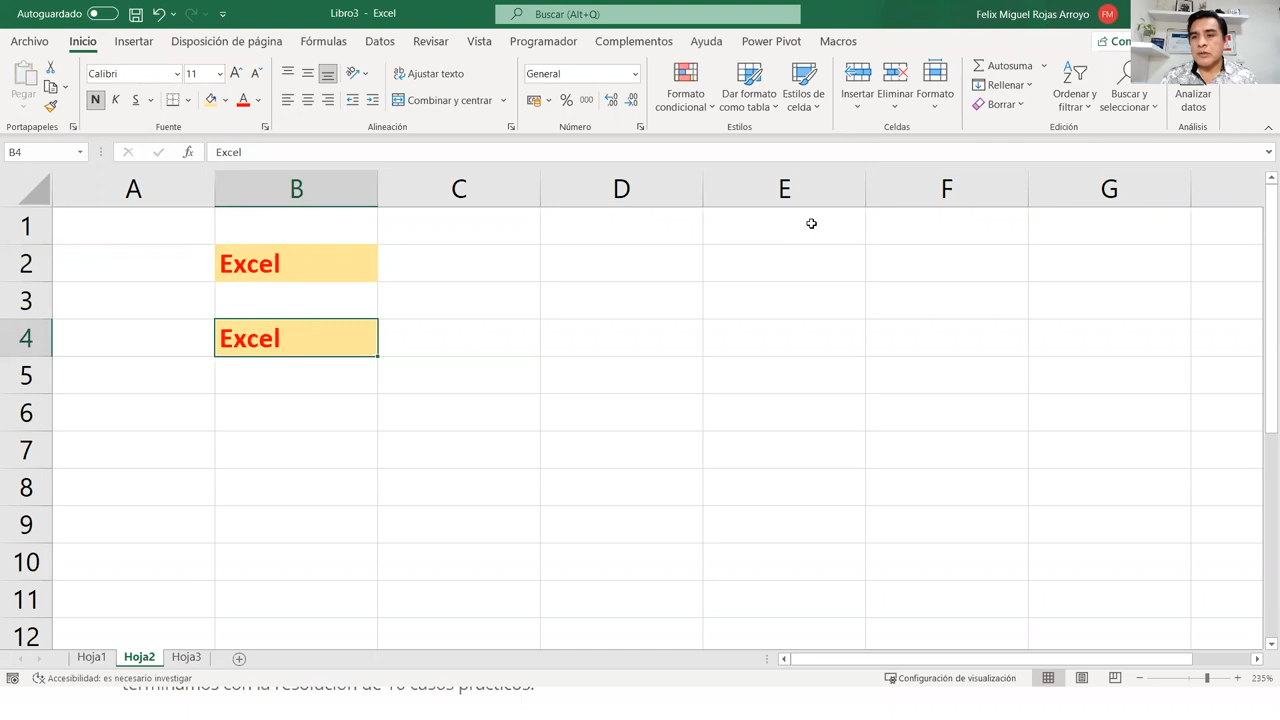 Autoguardado Libro3 - Excel Buscar (Alt+Q) Felix Miguel Rojas Arroyo FM
Archivo Inicio Insertar Disposición de página Fórmulas Datos Revisar Vista Programador Complementos Ayuda Power Pivot Macros Com
Pegar Calibri 11 Ajustar texto General Formato condicional Dar formato como tabla Estilos de celda Insertar Eliminar Formato Autosuma Ordenar y filtrar Buscar y seleccionar Analizar datos
N K S Combinar y centrar % 000 Rellenar
Borrar
Portapapeles Fuente Alineación Número Estilos Celdas Edición Análisis
B4 fx Excel
A B C D E F G
1
2 Excel
3
4 Excel
5
6
7
8
9
10
11
12
Hoja1 Hoja2 Hoja3
Accesibilidad: es necesario investigar Configuración de visualización 235%
terminamos con la resolución de 10 casos prácticos.